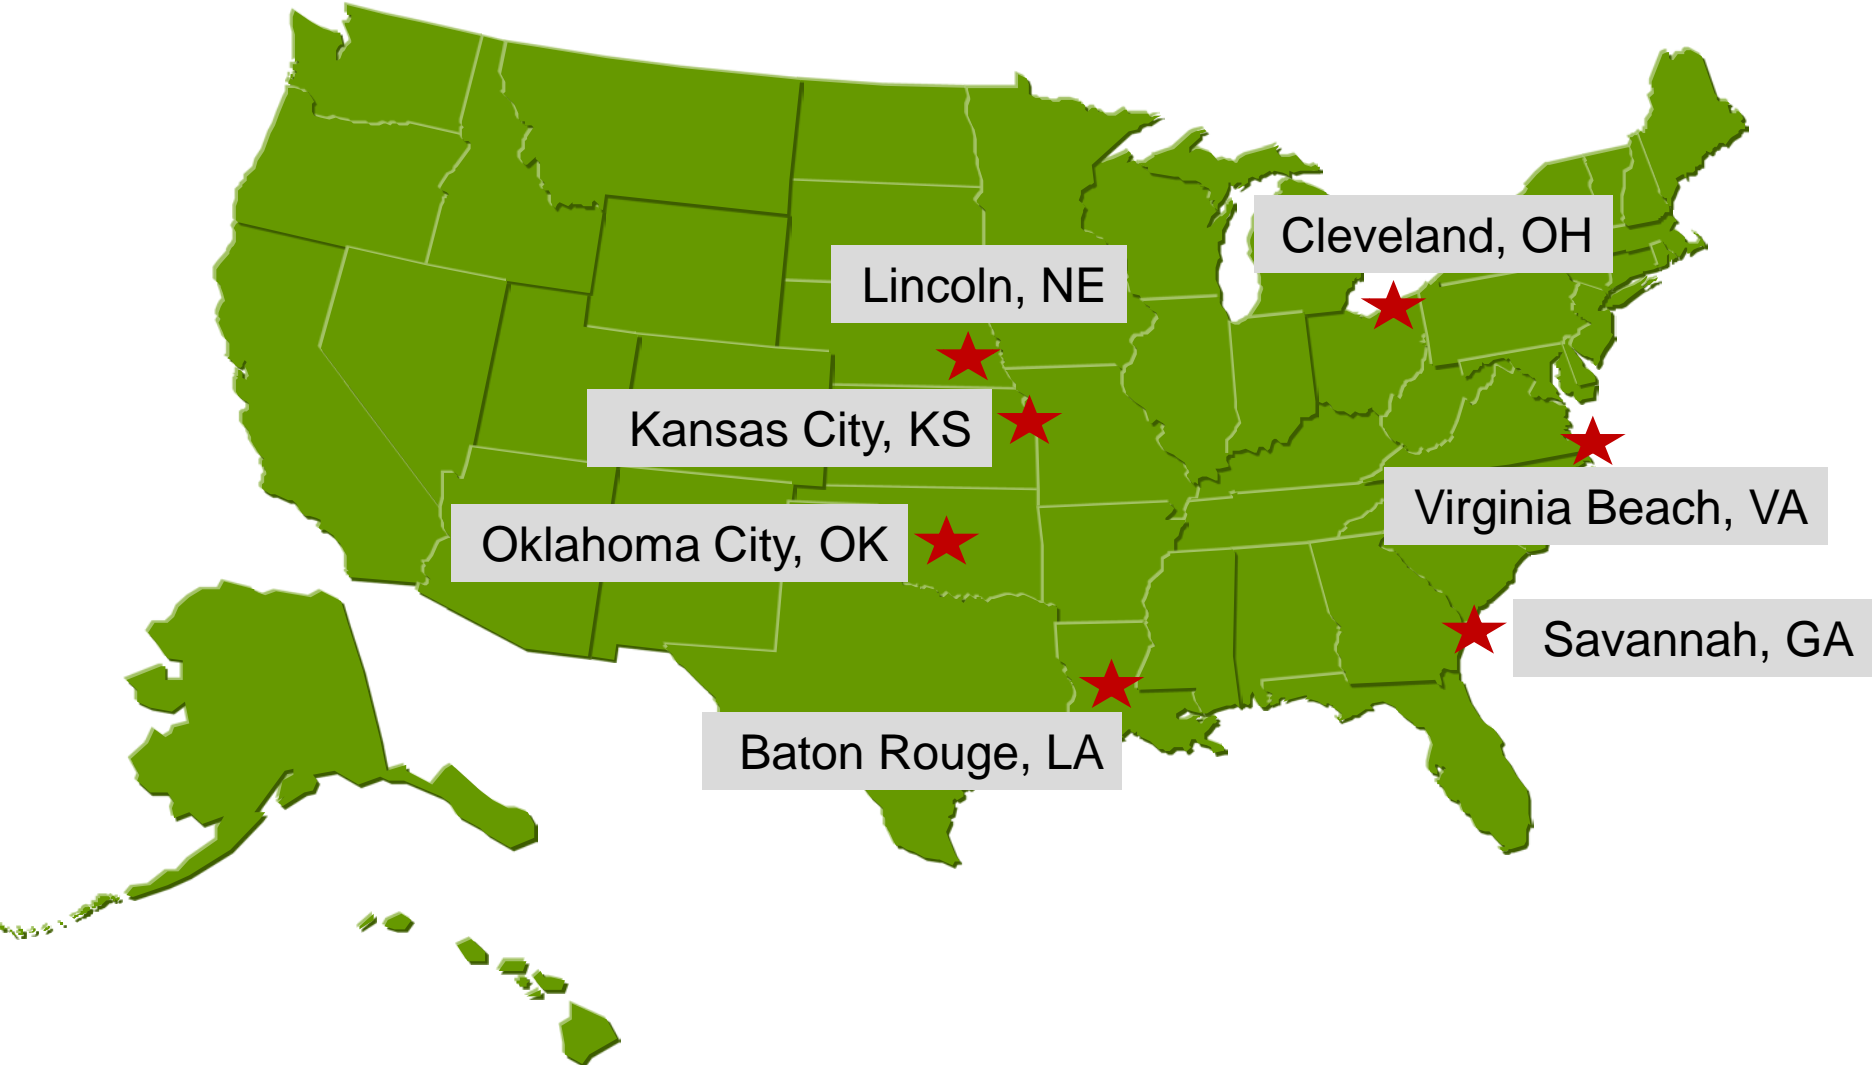 Cleveland, OH
Lincoln, NE
Kansas City, KS
Virginia Beach, VA
Oklahoma City, OK
Savannah, GA
Baton Rouge, LA